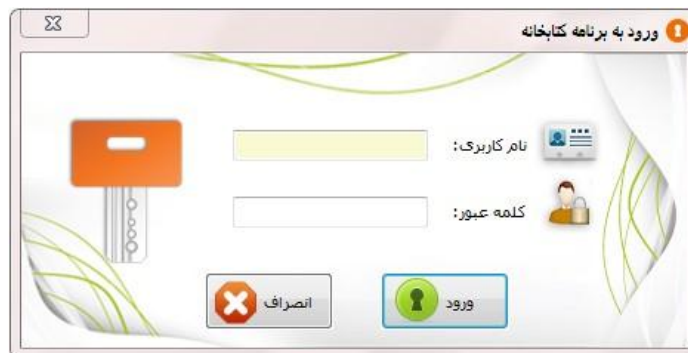 ورود به برنامه کتابخانه
نام کاربری:
کلمه عبور:
ورود
انصراف